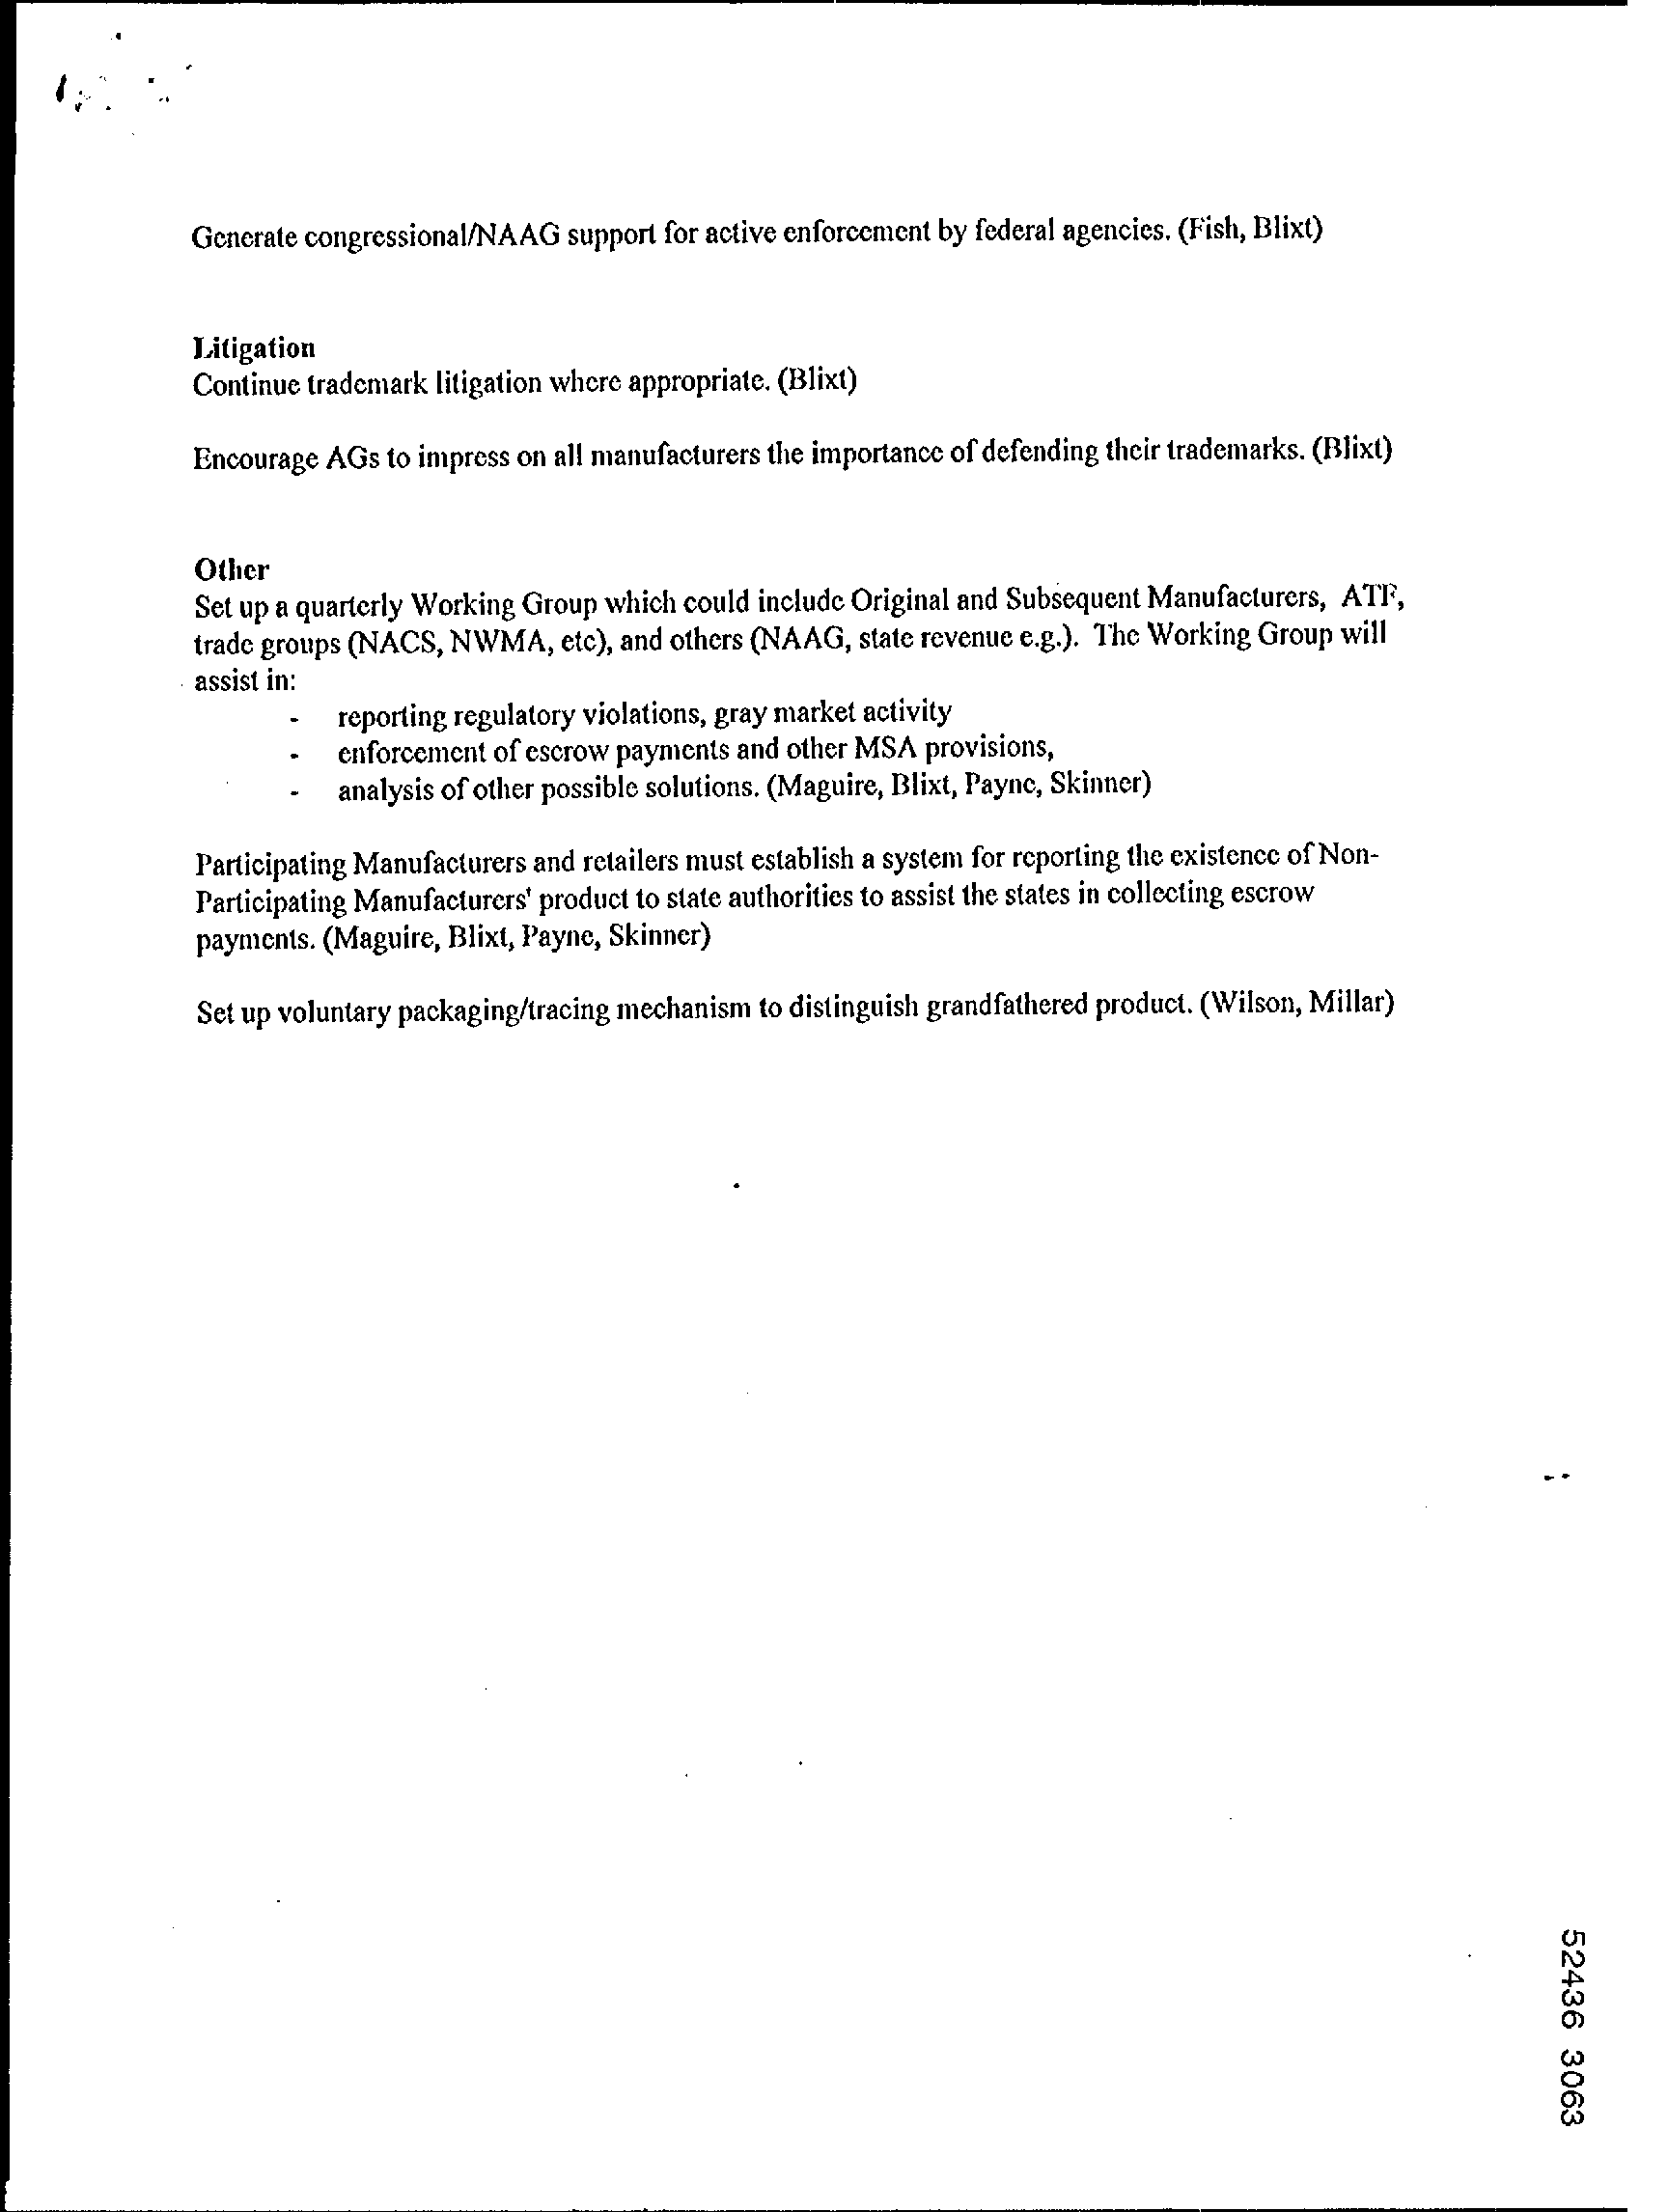 Generate congressional/NAAG support for active enforcement by federal agencies. (Fish, Blixt)
Litigation
Continue trademark litigation where appropriate. (Blixt)
Encourage AGs to impress on all manufacturers the importance of defending their trademarks. (Blixt)
Other
Set up a quarterly Working Group which could include Original and Subsequent Manufacturers, ATF,
trade groups (NACS, NWMA, etc), and others (NAAG, state revenue e.g.). The Working Group will
assist in:
- reporting regulatory violations, gray market activity
- enforcement of escrow payments and other MSA provisions,
- analysis of other possible solutions. (Maguire, Blixt, Payne, Skinner)
Participating Manufacturers and retailers must establish a system for reporting the existence of Non-
Participating Manufacturers' product to state authorities to assist the states in collecting escrow
payments. (Maguire, Blixt, Payne, Skinner)
Set up voluntary packaging/tracing mechanism to distinguish grandfathered product. (Wilson, Millar)
52436 3063